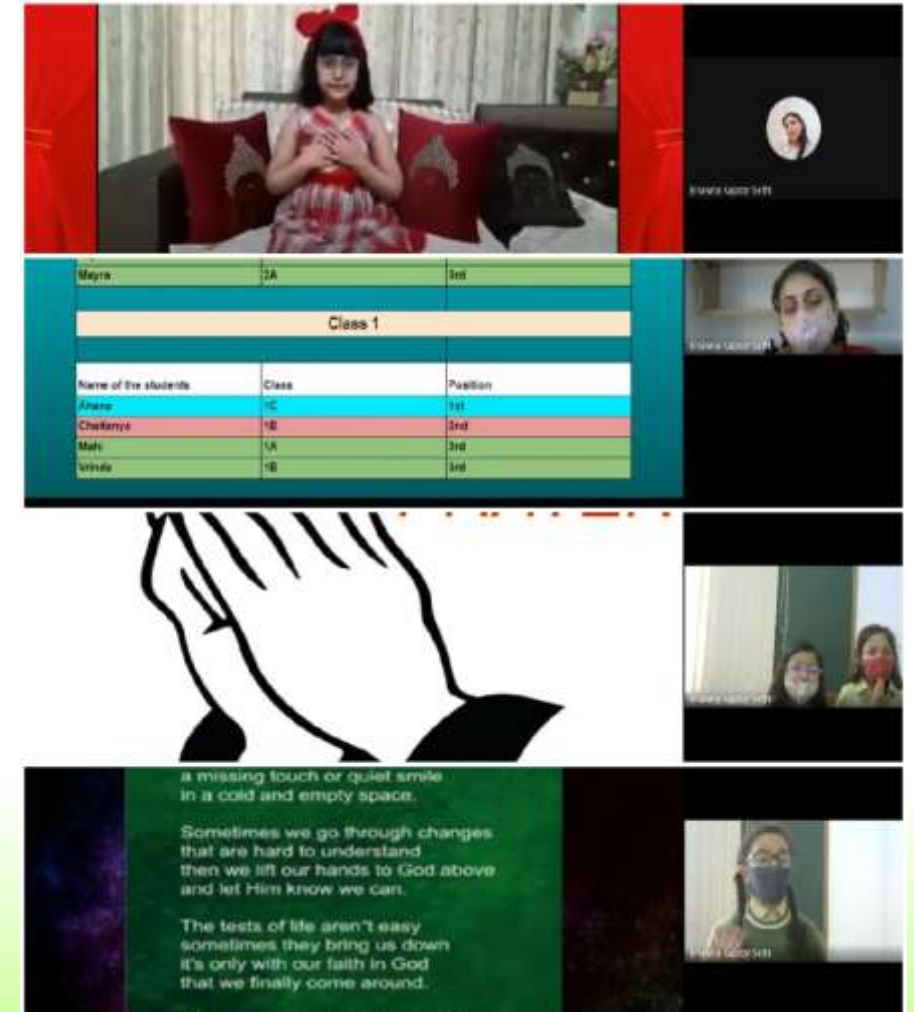 Mayra 2A 3rd
Class 1
Name of the students Class Position
Ahana 1C 1st
Chaitanya 1B 2nd
Mahi 1A 3rd
Vrinda 1B 3rd
a missing touch or quiet smile
in a cold and empty space.
Sometimes we go through changes
that are hard to understand
then we lift our hands to God above
and let Him know we can.
The tests of life aren't easy
sometimes they bring us down
it's only with our faith in God
that we finally come around.